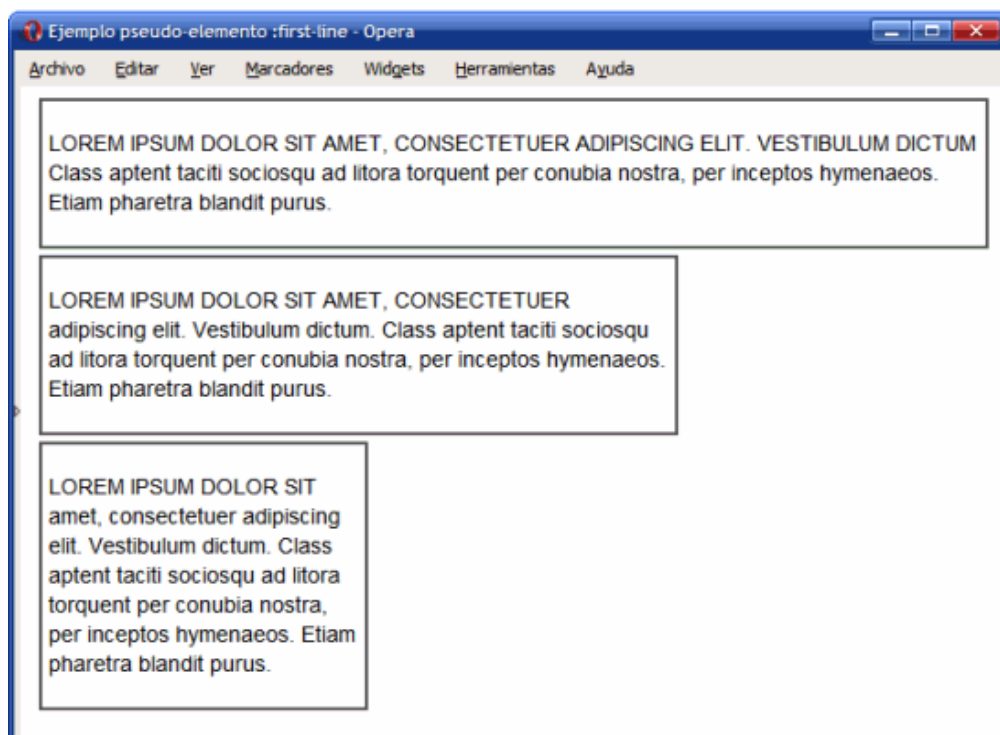 Ejemplo pseudo-elemento :first-line - Opera
Archivo Editar Ver Marcadores Widgets Herramientas Ayuda
LOREM IPSUM DOLOR SIT AMET, CONSECTETUER ADIPISCING ELIT. VESTIBULUM DICTUM
Class aptent taciti sociosqu ad litora torquent per conubia nostra, per inceptos hymenaeos.
Etiam pharetra blandit purus.
LOREM IPSUM DOLOR SIT AMET, CONSECTETUER
adipiscing elit. Vestibulum dictum. Class aptent taciti sociosqu
ad litora torquent per conubia nostra, per inceptos hymenaeos.
Etiam pharetra blandit purus.
LOREM IPSUM DOLOR SIT
amet, consectetuer adipiscing
elit. Vestibulum dictum. Class
aptent taciti sociosqu ad litora
torquent per conubia nostra,
per inceptos hymenaeos. Etiam
pharetra blandit purus.